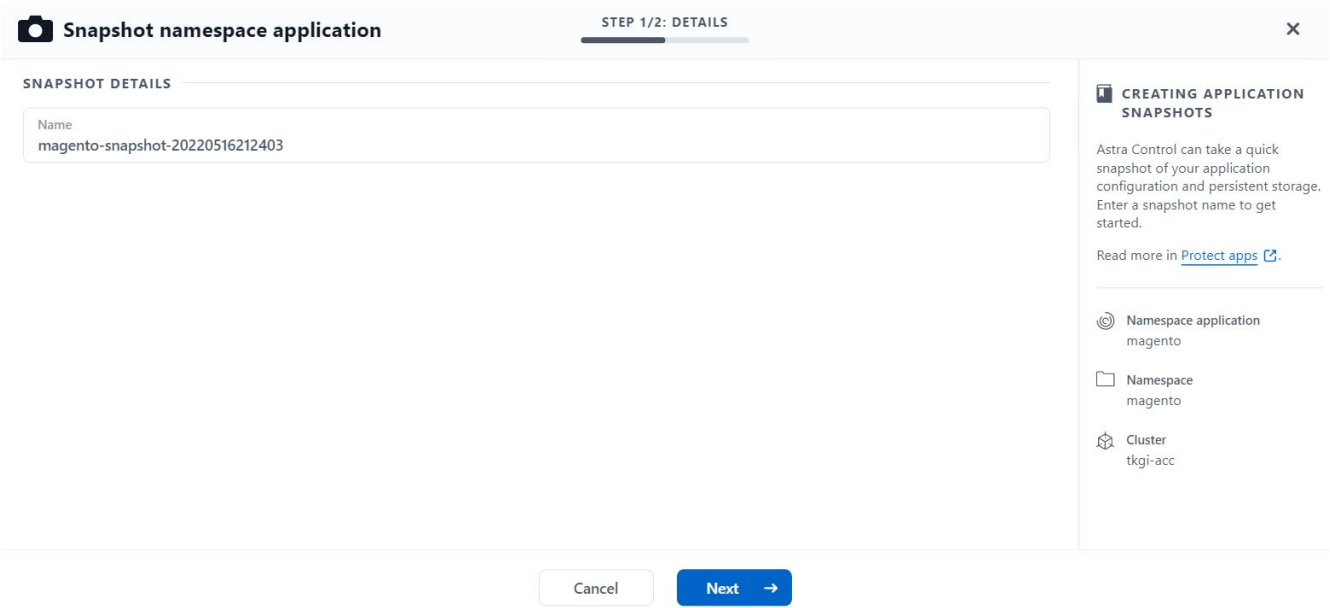 Snapshot namespace application
STEP 1/2: DETAILS
SNAPSHOT DETAILS
Name
magento-snapshot-20220516212403
CREATING APPLICATION
SNAPSHOTS
Astra Control can take a quick
snapshot of your application
configuration and persistent storage.
Enter a snapshot name to get
started.
Read more in Protect apps.
Namespace application
magento
Namespace
magento
Cluster
tkgi-acc
Cancel
Next